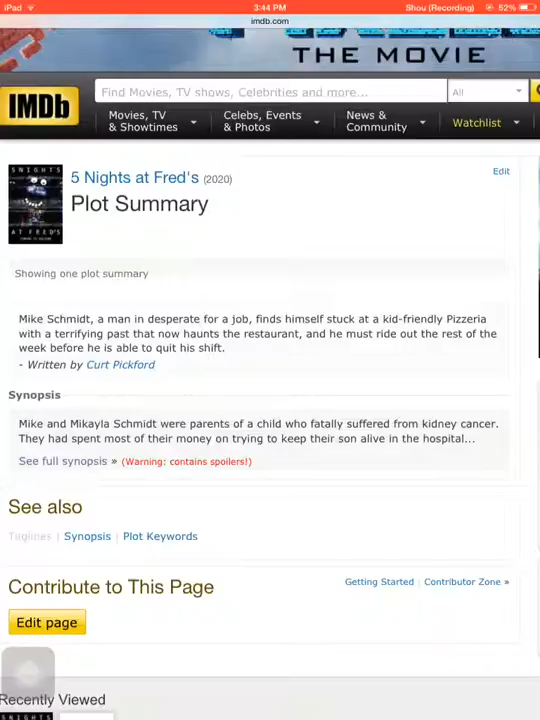 iPad 3:44 PM Shou (Recording) 52%
imdb.com
THE MOVIE
IMDb Find Movies, TV shows, Celebrities and more... All
Movies, TV & Showtimes
Celebs, Events & Photos
News & Community
Watchlist
5 Nights at Fred's (2020) Edit
Plot Summary
5 NIGHTS
AT FRED'S
Showing one plot summary
Mike Schmidt, a man in desperate for a job, finds himself stuck at a kid-friendly Pizzeria
with a terrifying past that now haunts the restaurant, and he must ride out the rest of the
week before he is able to quit his shift.
- Written by Curt Pickford
Synopsis
Mike and Mikayla Schmidt were parents of a child who fatally suffered from kidney cancer.
They had spent most of their money on trying to keep their son alive in the hospital...
See full synopsis » (Warning: contains spoilers!)
See also
Taglines | Synopsis | Plot Keywords
Contribute to This Page Getting Started | Contributor Zone »
Edit page
Recently Viewed
5 NIGHTS